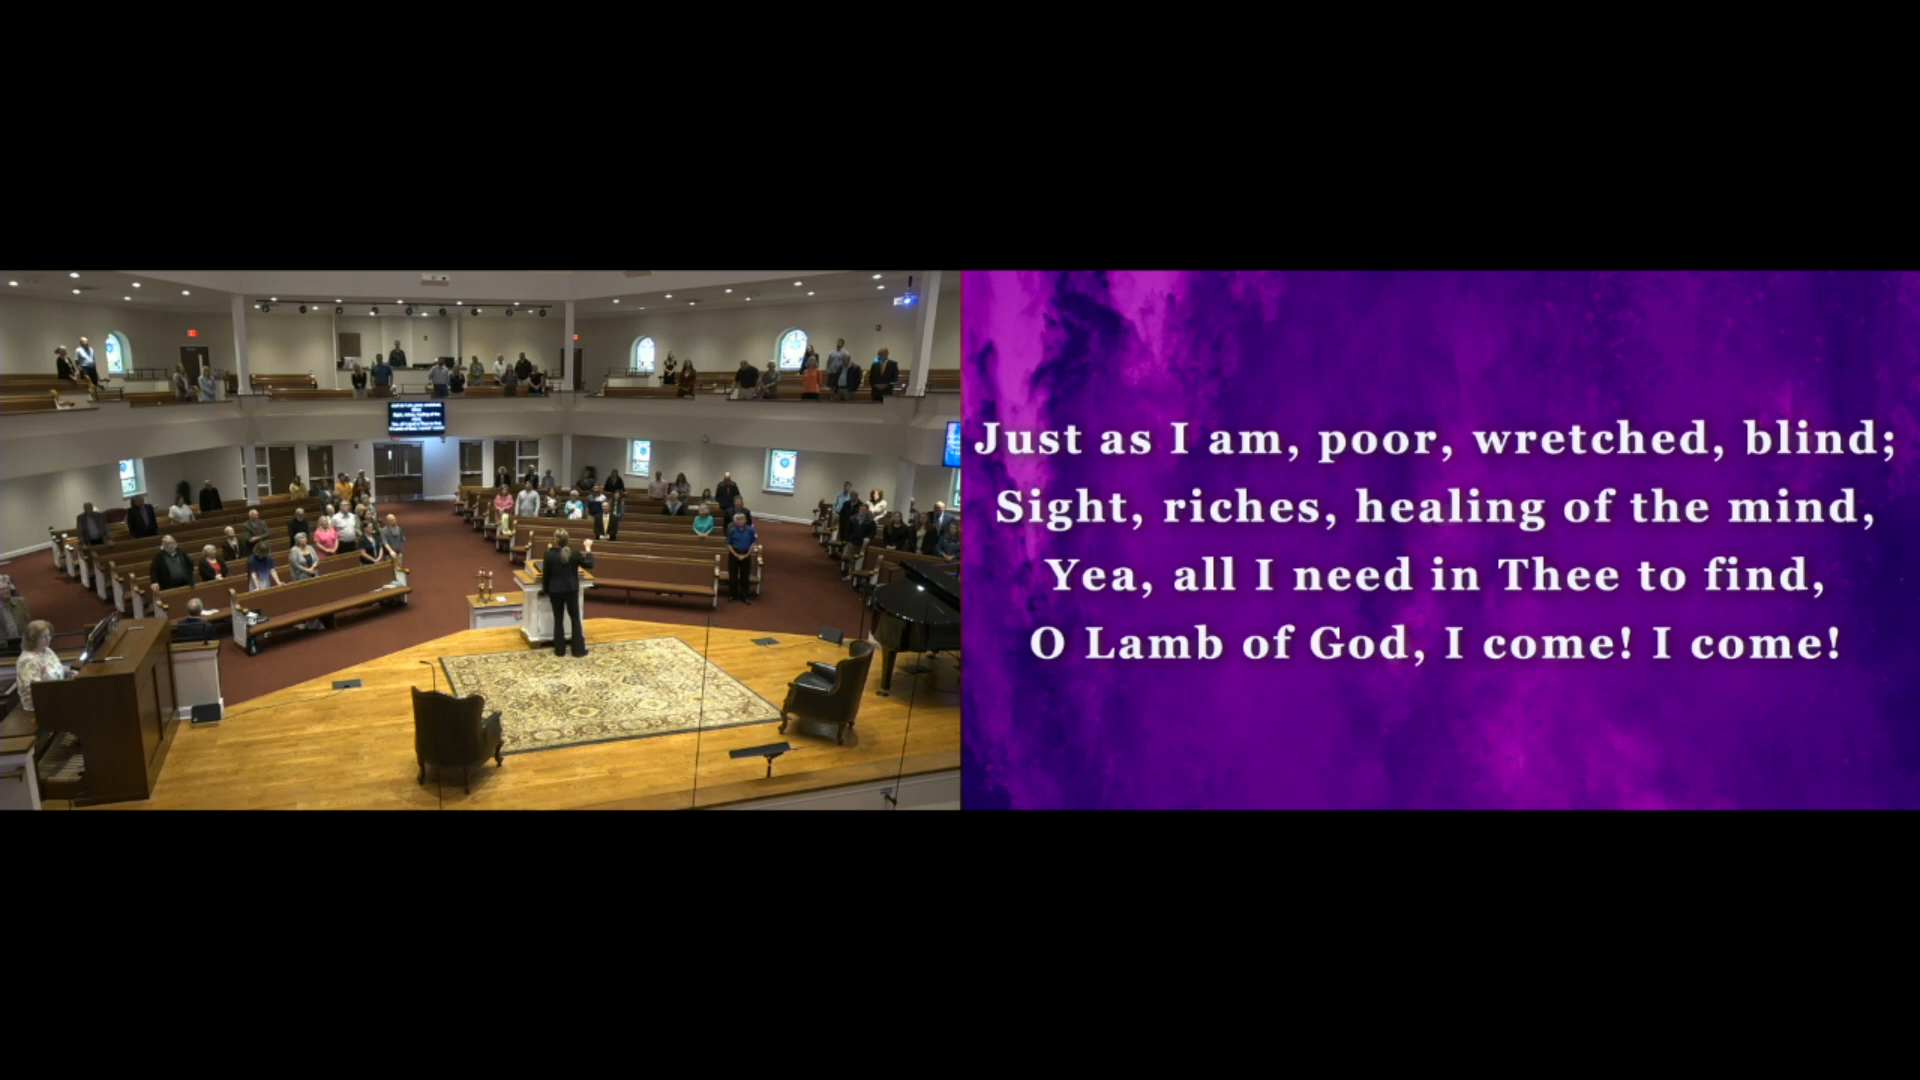 Just as I am, poor, wretched, blind;
Sight, riches, healing of the mind,
Yea, all I need in Thee to find,
O Lamb of God, I come! I come!